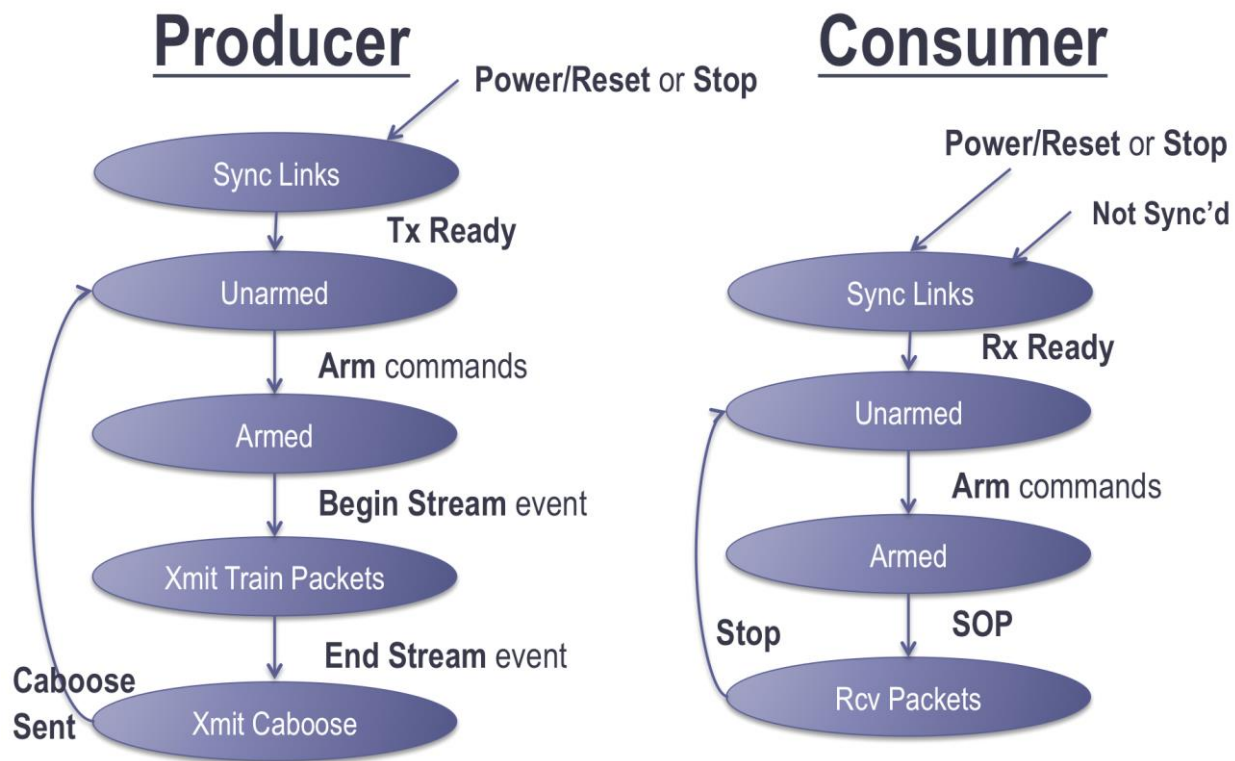 Producer
Power/Reset or Stop
Sync Links
Tx Ready
Unarmed
Arm commands
Armed
Begin Stream event
Xmit Train Packets
End Stream event
Caboose
Sent
Xmit Caboose
Consumer
Power/Reset or Stop
Not Sync’d
Sync Links
Rx Ready
Unarmed
Arm commands
Armed
SOP
Stop
Rcv Packets